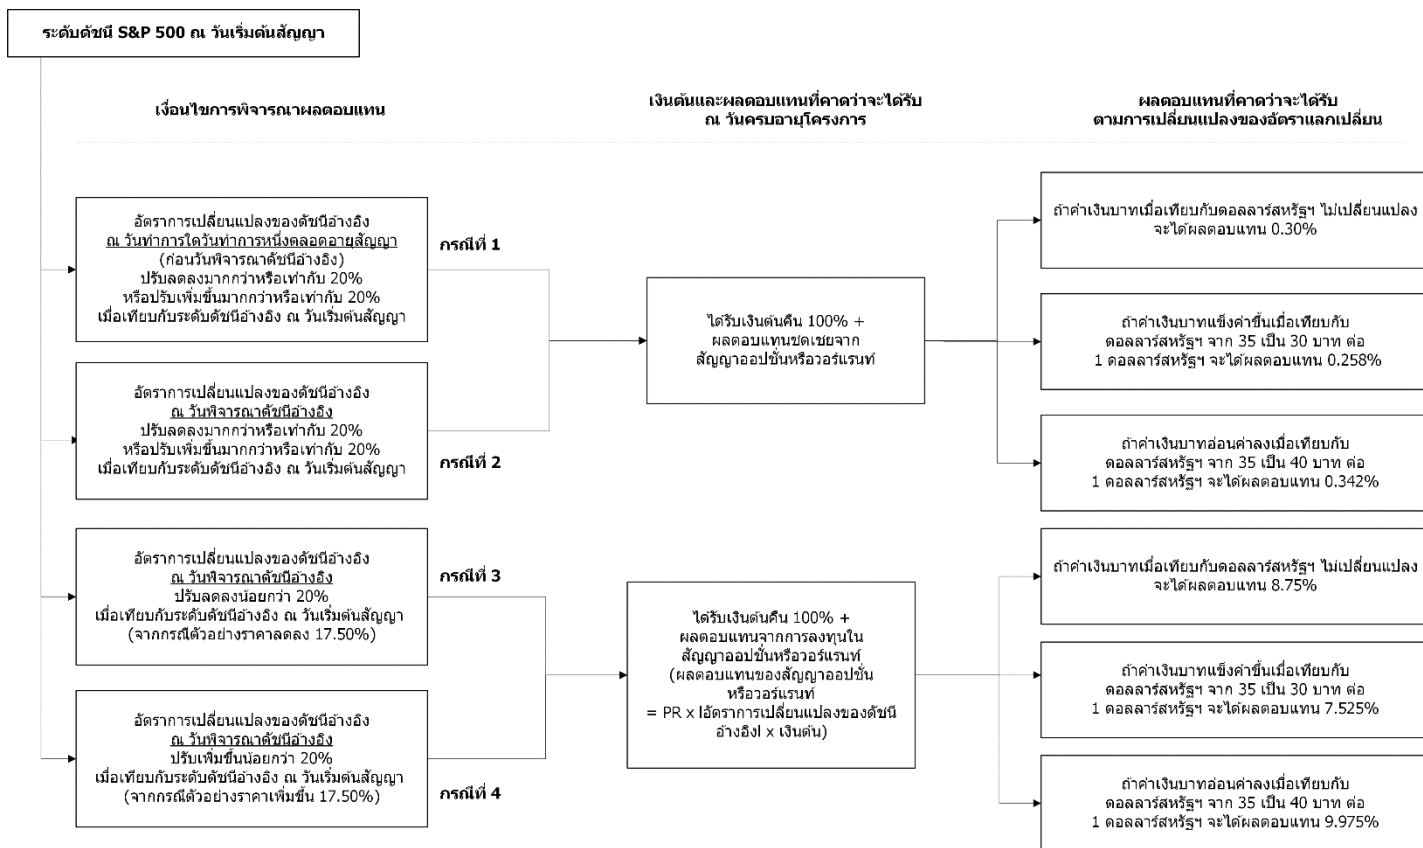 ระดับดัชนี S&P 500 ณ วันเริ่มต้นสัญญา
เงื่อนไขการพิจารณาผลตอบแทน
เงินต้นและผลตอบแทนที่คาดว่าจะได้รับ
ณ วันครบอายุโครงการ
ผลตอบแทนที่คาดว่าจะได้รับ
ตามการเปลี่ยนแปลงของอัตราแลกเปลี่ยน
อัตราการเปลี่ยนแปลงของดัชนีอ้างอิง
ณ วันทำการใดวันทำการหนึ่งตลอดอายุสัญญา
(ก่อนวันพิจารณาดัชนีอ้างอิง)
ปรับลดลงมากกว่าหรือเท่ากับ 20%
หรือปรับเพิ่มขึ้นมากกว่าหรือเท่ากับ 20%
เมื่อเทียบกับระดับดัชนีอ้างอิง ณ วันเริ่มต้นสัญญา
กรณีที่ 1
อัตราการเปลี่ยนแปลงของดัชนีอ้างอิง
ณ วันพิจารณาดัชนีอ้างอิง
ปรับลดลงมากกว่าหรือเท่ากับ 20%
หรือปรับเพิ่มขึ้นมากกว่าหรือเท่ากับ 20%
เมื่อเทียบกับระดับดัชนีอ้างอิง ณ วันเริ่มต้นสัญญา
กรณีที่ 2
ได้รับเงินต้นคืน 100% +
ผลตอบแทนชดเชยจาก
สัญญาออปชั่นหรือวอร์แรนท์
ถ้าค่าเงินบาทเมื่อเทียบกับดอลลาร์สหรัฐฯ ไม่เปลี่ยนแปลง
จะได้ผลตอบแทน 0.30%
ถ้าค่าเงินบาทแข็งค่าขึ้นเมื่อเทียบกับ
ดอลลาร์สหรัฐฯ จาก 35 เป็น 30 บาท ต่อ
1 ดอลลาร์สหรัฐฯ จะได้ผลตอบแทน 0.258%
ถ้าค่าเงินบาทอ่อนค่าลงเมื่อเทียบกับ
ดอลลาร์สหรัฐฯ จาก 35 เป็น 40 บาท ต่อ
1 ดอลลาร์สหรัฐฯ จะได้ผลตอบแทน 0.342%
อัตราการเปลี่ยนแปลงของดัชนีอ้างอิง
ณ วันพิจารณาดัชนีอ้างอิง
ปรับลดลงน้อยกว่า 20%
เมื่อเทียบกับระดับดัชนีอ้างอิง ณ วันเริ่มต้นสัญญา
(จากกรณีตัวอย่างราคาลดลง 17.50%)
กรณีที่ 3
อัตราการเปลี่ยนแปลงของดัชนีอ้างอิง
ณ วันพิจารณาดัชนีอ้างอิง
ปรับเพิ่มขึ้นน้อยกว่า 20%
เมื่อเทียบกับระดับดัชนีอ้างอิง ณ วันเริ่มต้นสัญญา
(จากกรณีตัวอย่างราคาเพิ่มขึ้น 17.50%)
กรณีที่ 4
ได้รับเงินต้นคืน 100% +
ผลตอบแทนจากการลงทุนใน
สัญญาออปชั่นหรือวอร์แรนท์
(ผลตอบแทนของสัญญาออปชั่น
หรือวอร์แรนท์
= PR x |อัตราการเปลี่ยนแปลงของดัชนี
อ้างอิง| x เงินต้น)
ถ้าค่าเงินบาทเมื่อเทียบกับดอลลาร์สหรัฐฯ ไม่เปลี่ยนแปลง
จะได้ผลตอบแทน 8.75%
ถ้าค่าเงินบาทแข็งค่าขึ้นเมื่อเทียบกับ
ดอลลาร์สหรัฐฯ จาก 35 เป็น 30 บาท ต่อ
1 ดอลลาร์สหรัฐฯ จะได้ผลตอบแทน 7.525%
ถ้าค่าเงินบาทอ่อนค่าลงเมื่อเทียบกับ
ดอลลาร์สหรัฐฯ จาก 35 เป็น 40 บาท ต่อ
1 ดอลลาร์สหรัฐฯ จะได้ผลตอบแทน 9.975%